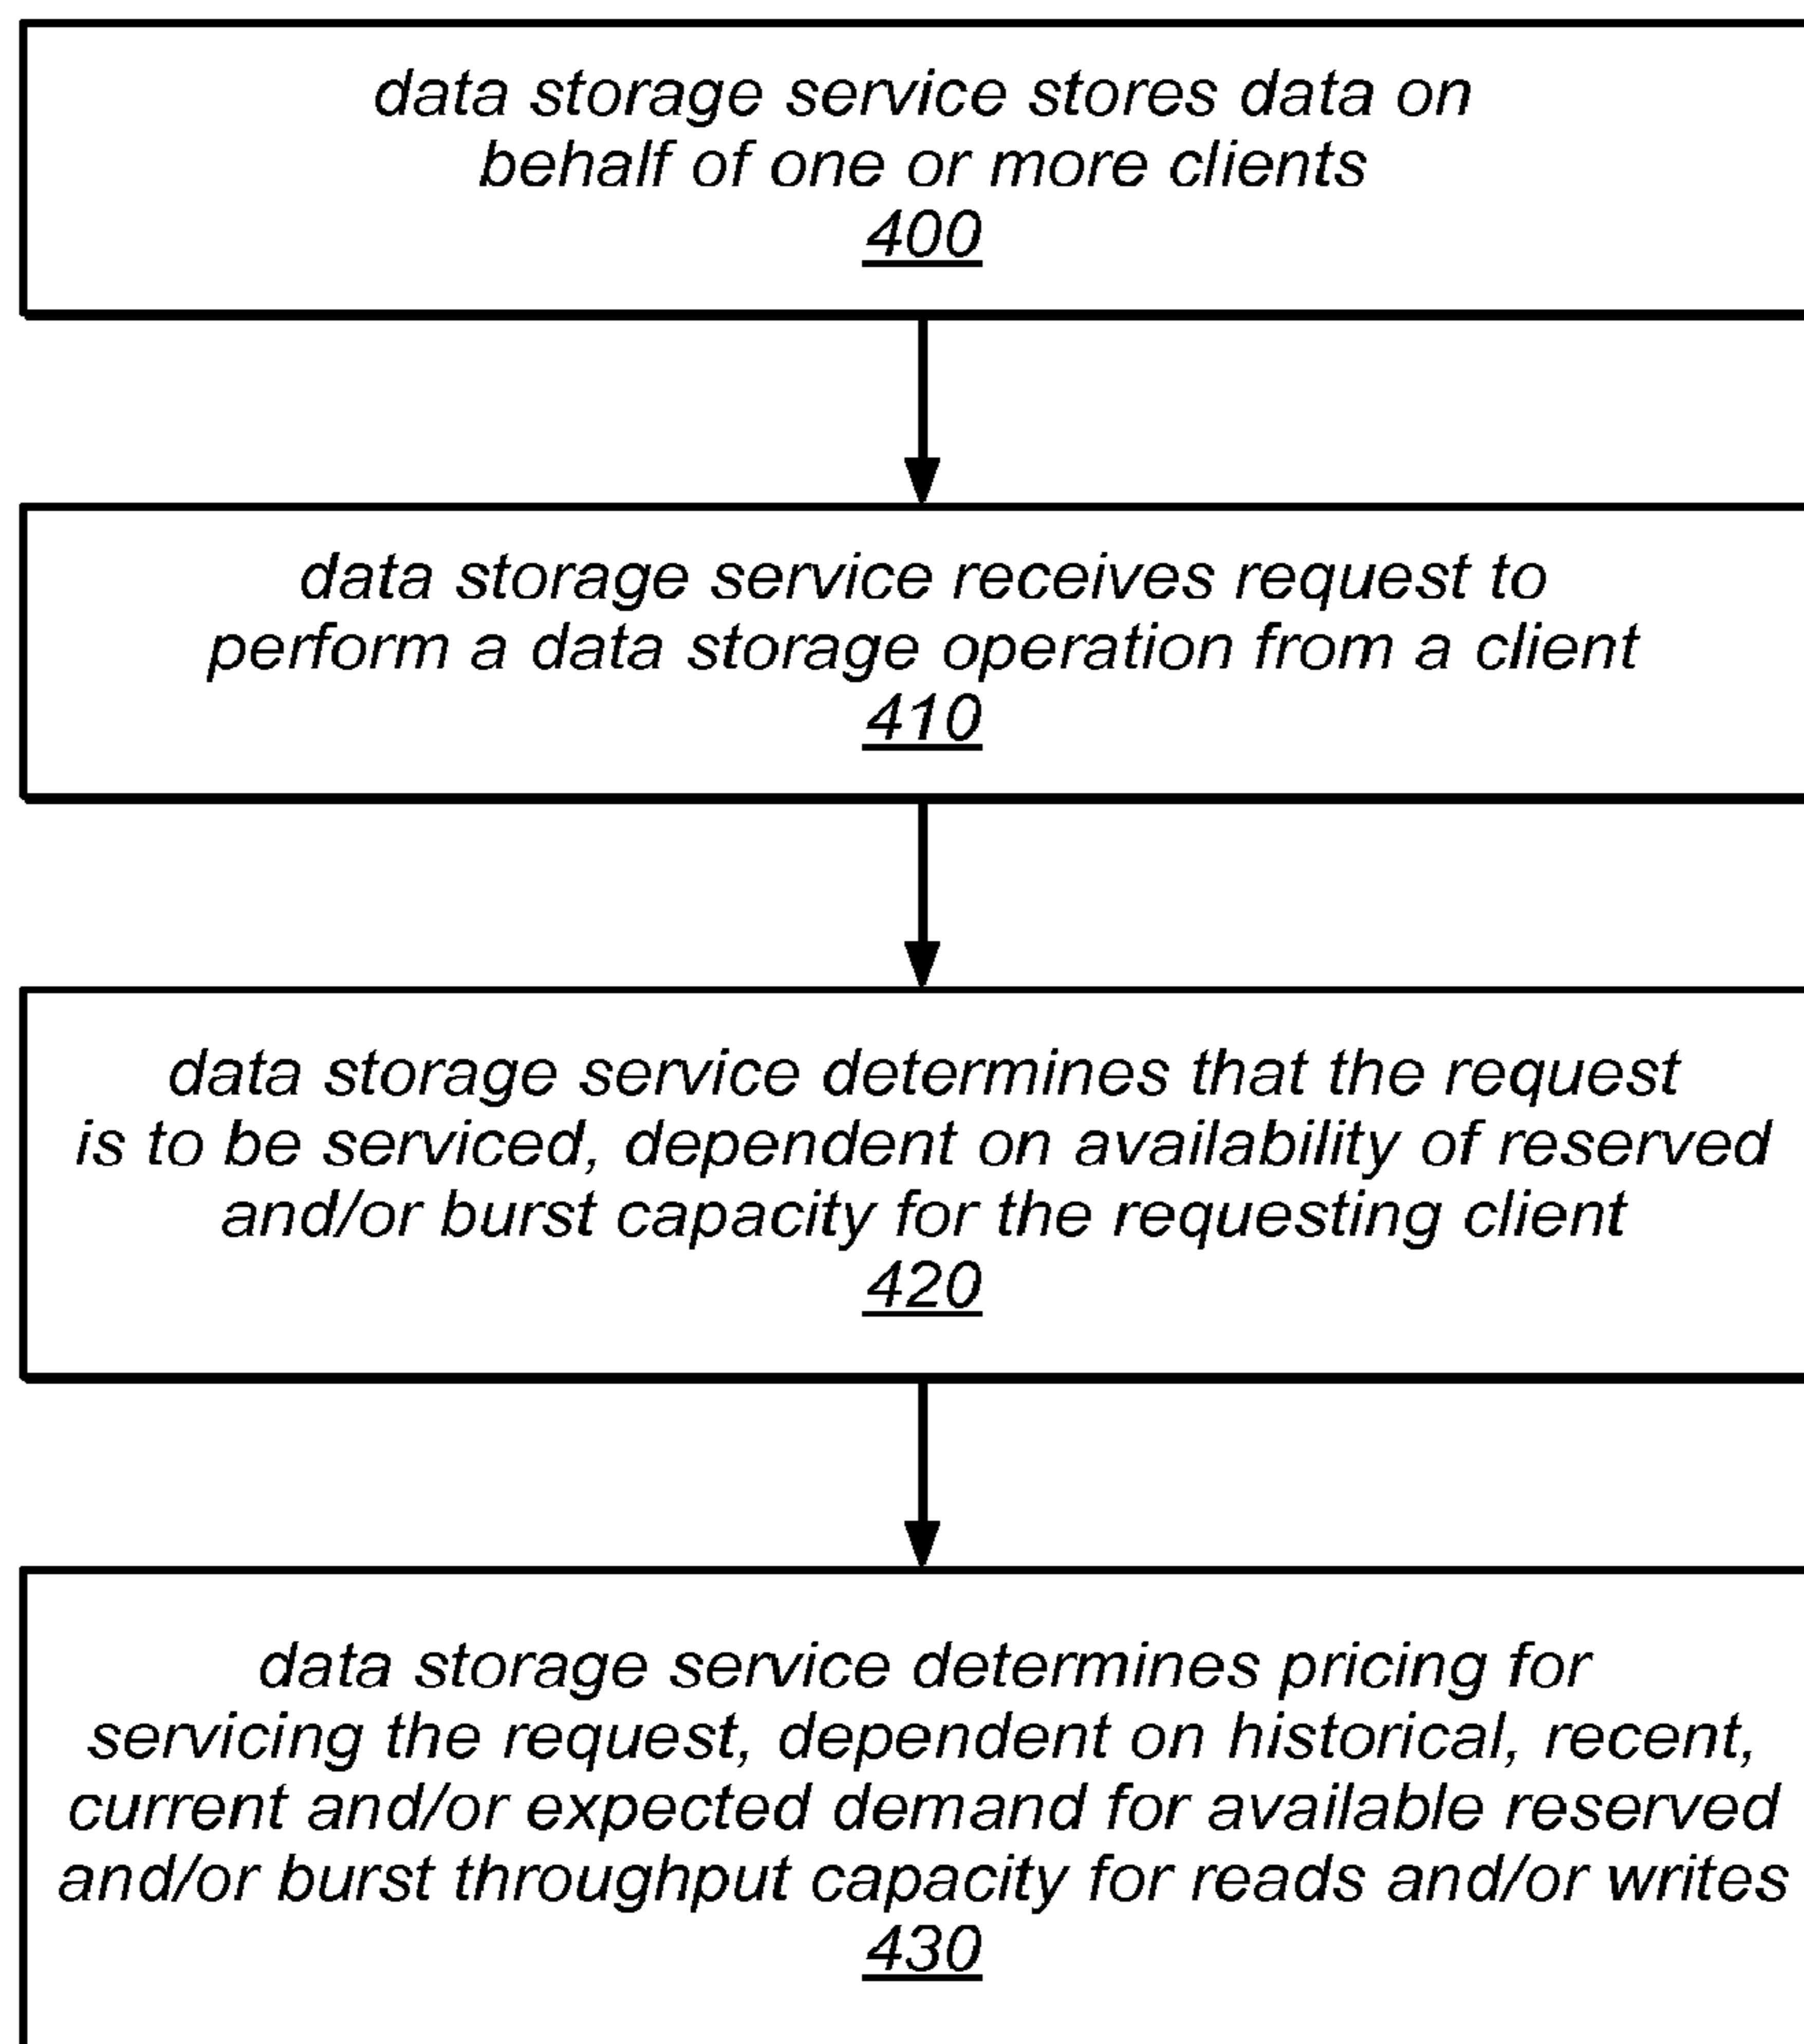 data storage service stores data on
behalf of one or more clients
400
data storage service receives request to
perform a data storage operation from a client
410
data storage service determines that the request
is to be serviced, dependent on availability of reserved
and/or burst capacity for the requesting client
420
data storage service determines pricing for
servicing the request, dependent on historical, recent,
current and/or expected demand for available reserved
and/or burst throughput capacity for reads and/or writes
430